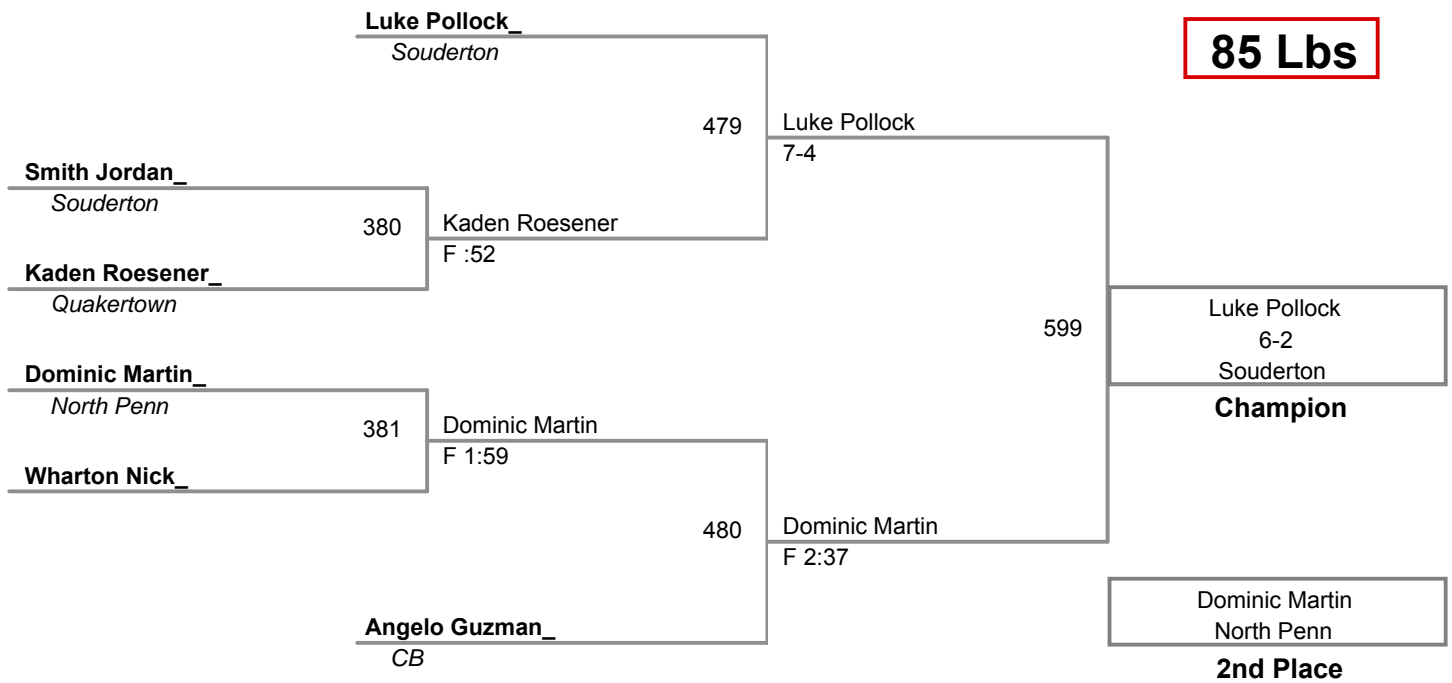 Luke Pollock_
Souderton
85 Lbs
479
Luke Pollock
7-4
Smith Jordan_
Souderton
380
Kaden Roesener
F :52
Kaden Roesener_
Quakertown
599
Luke Pollock
6-2
Souderton
Champion
Dominic Martin_
North Penn
381
Dominic Martin
F 1:59
Wharton Nick_
480
Dominic Martin
F 2:37
Angelo Guzman_
CB
Dominic Martin
North Penn
2nd Place